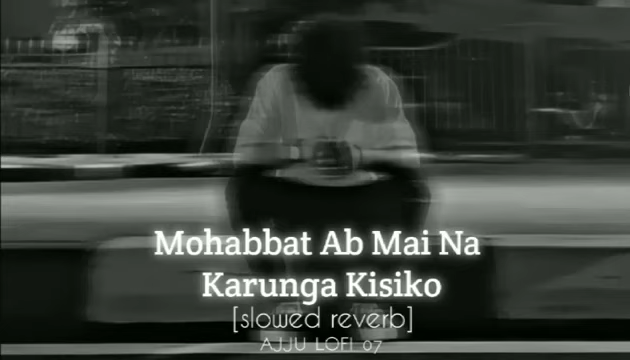 Mohabbat Ab Mai Na
Karunga Kisiko
[slowed reverb]
AJJU LOFI 07